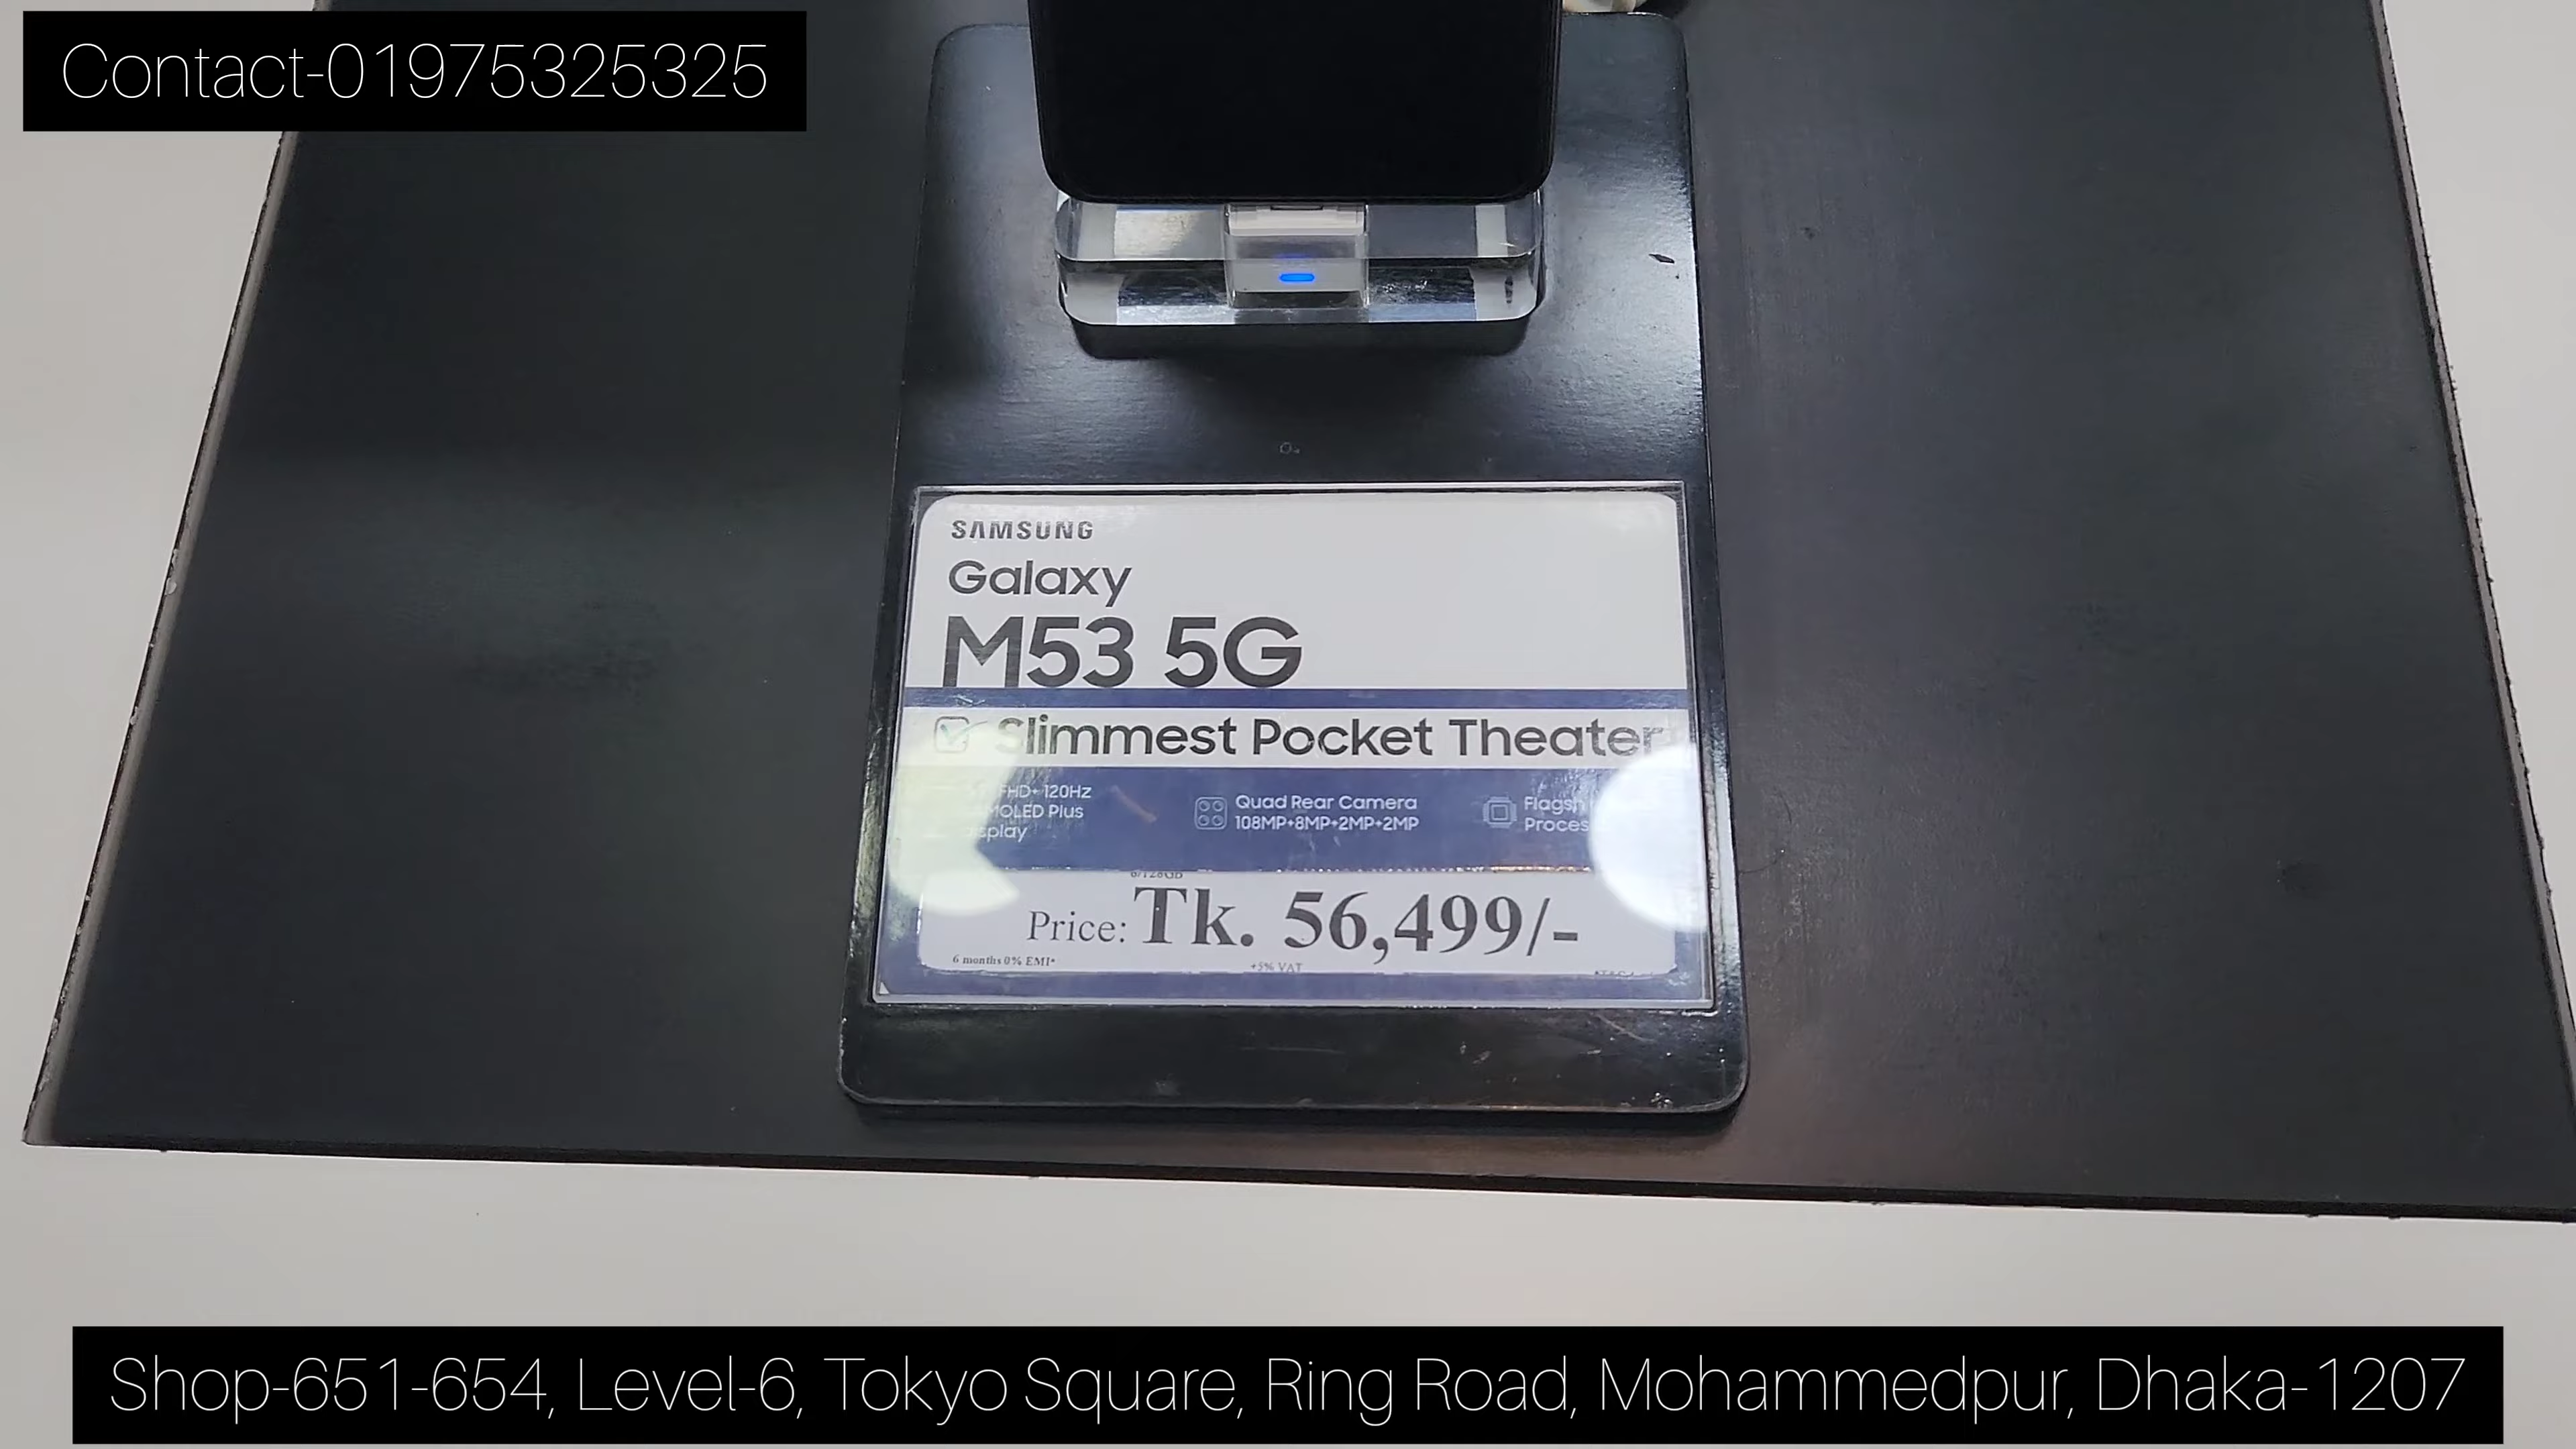 Contact-01975325325
SAMSUNG
Galaxy
M53 5G
Slimmest Pocket Theater
FHD+ 120Hz
Plus
Quad Rear Camera
108MP+8MP+2MP+2MP
Price: Tk. 56,499/-
6 months 0% EMI*
+5% VAT
Shop-651-654, Level-6, Tokyo Square, Ring Road, Mohammedpur, Dhaka-1207